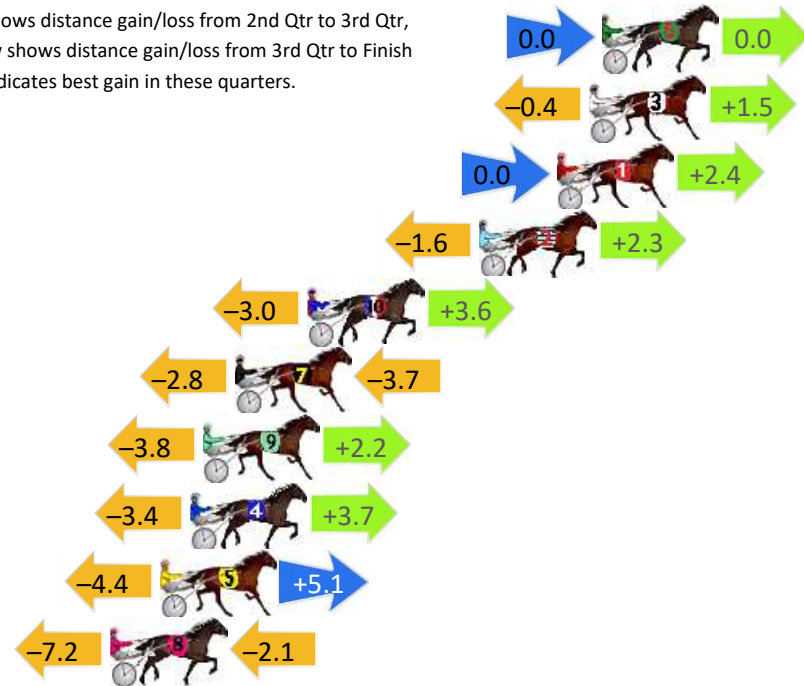 ows distance gain/loss from 2nd Qtr to 3rd Qtr,
shows distance gain/loss from 3rd Qtr to Finish
dicates best gain in these quarters.
0.0 6 0.0
–0.4 3 +1.5
0.0 1 +2.4
–1.6 2 +2.3
–3.0 10 +3.6
–2.8 7 –3.7
–3.8 9 +2.2
–3.4 4 +3.7
–4.4 5 +5.1
–7.2 8 –2.1